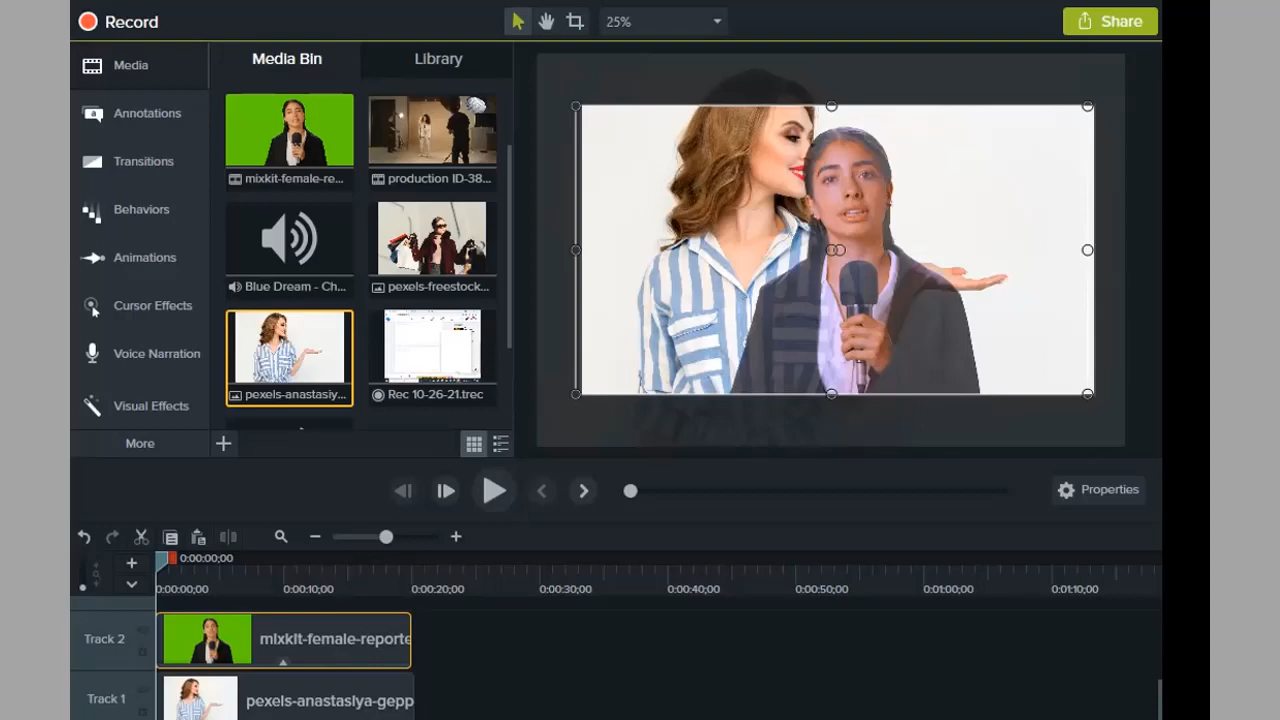 Record
25%
Share
Media
Annotations
Transitions
Behaviors
Animations
Cursor Effects
Voice Narration
Visual Effects
More
Media Bin
Library
mixkit-female-re...
production ID-38...
Blue Dream - Ch...
pexels-freestock...
pexels-anastasiy...
Rec 10-26-21.trec
Properties
0:00:00;00
0:00:00;00
0:00:10;00
0:00:20;00
0:00:30;00
0:00:40;00
0:00:50;00
0:01:00;00
0:01:10;00
Track 2
mixkit-female-reporte
Track 1
pexels-anastasiya-gepp